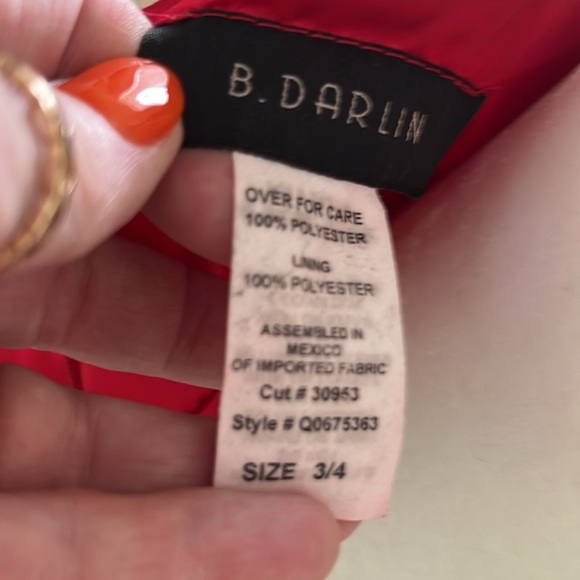 B. DARLIN
OVER FOR CARE
100% POLYESTER
LINNG
100% POLYESTER
ASSEMBLED IN
MEXICO
OF IMPORTED FABRIC
Cut # 30953
Style # Q0675363
SIZE 3/4